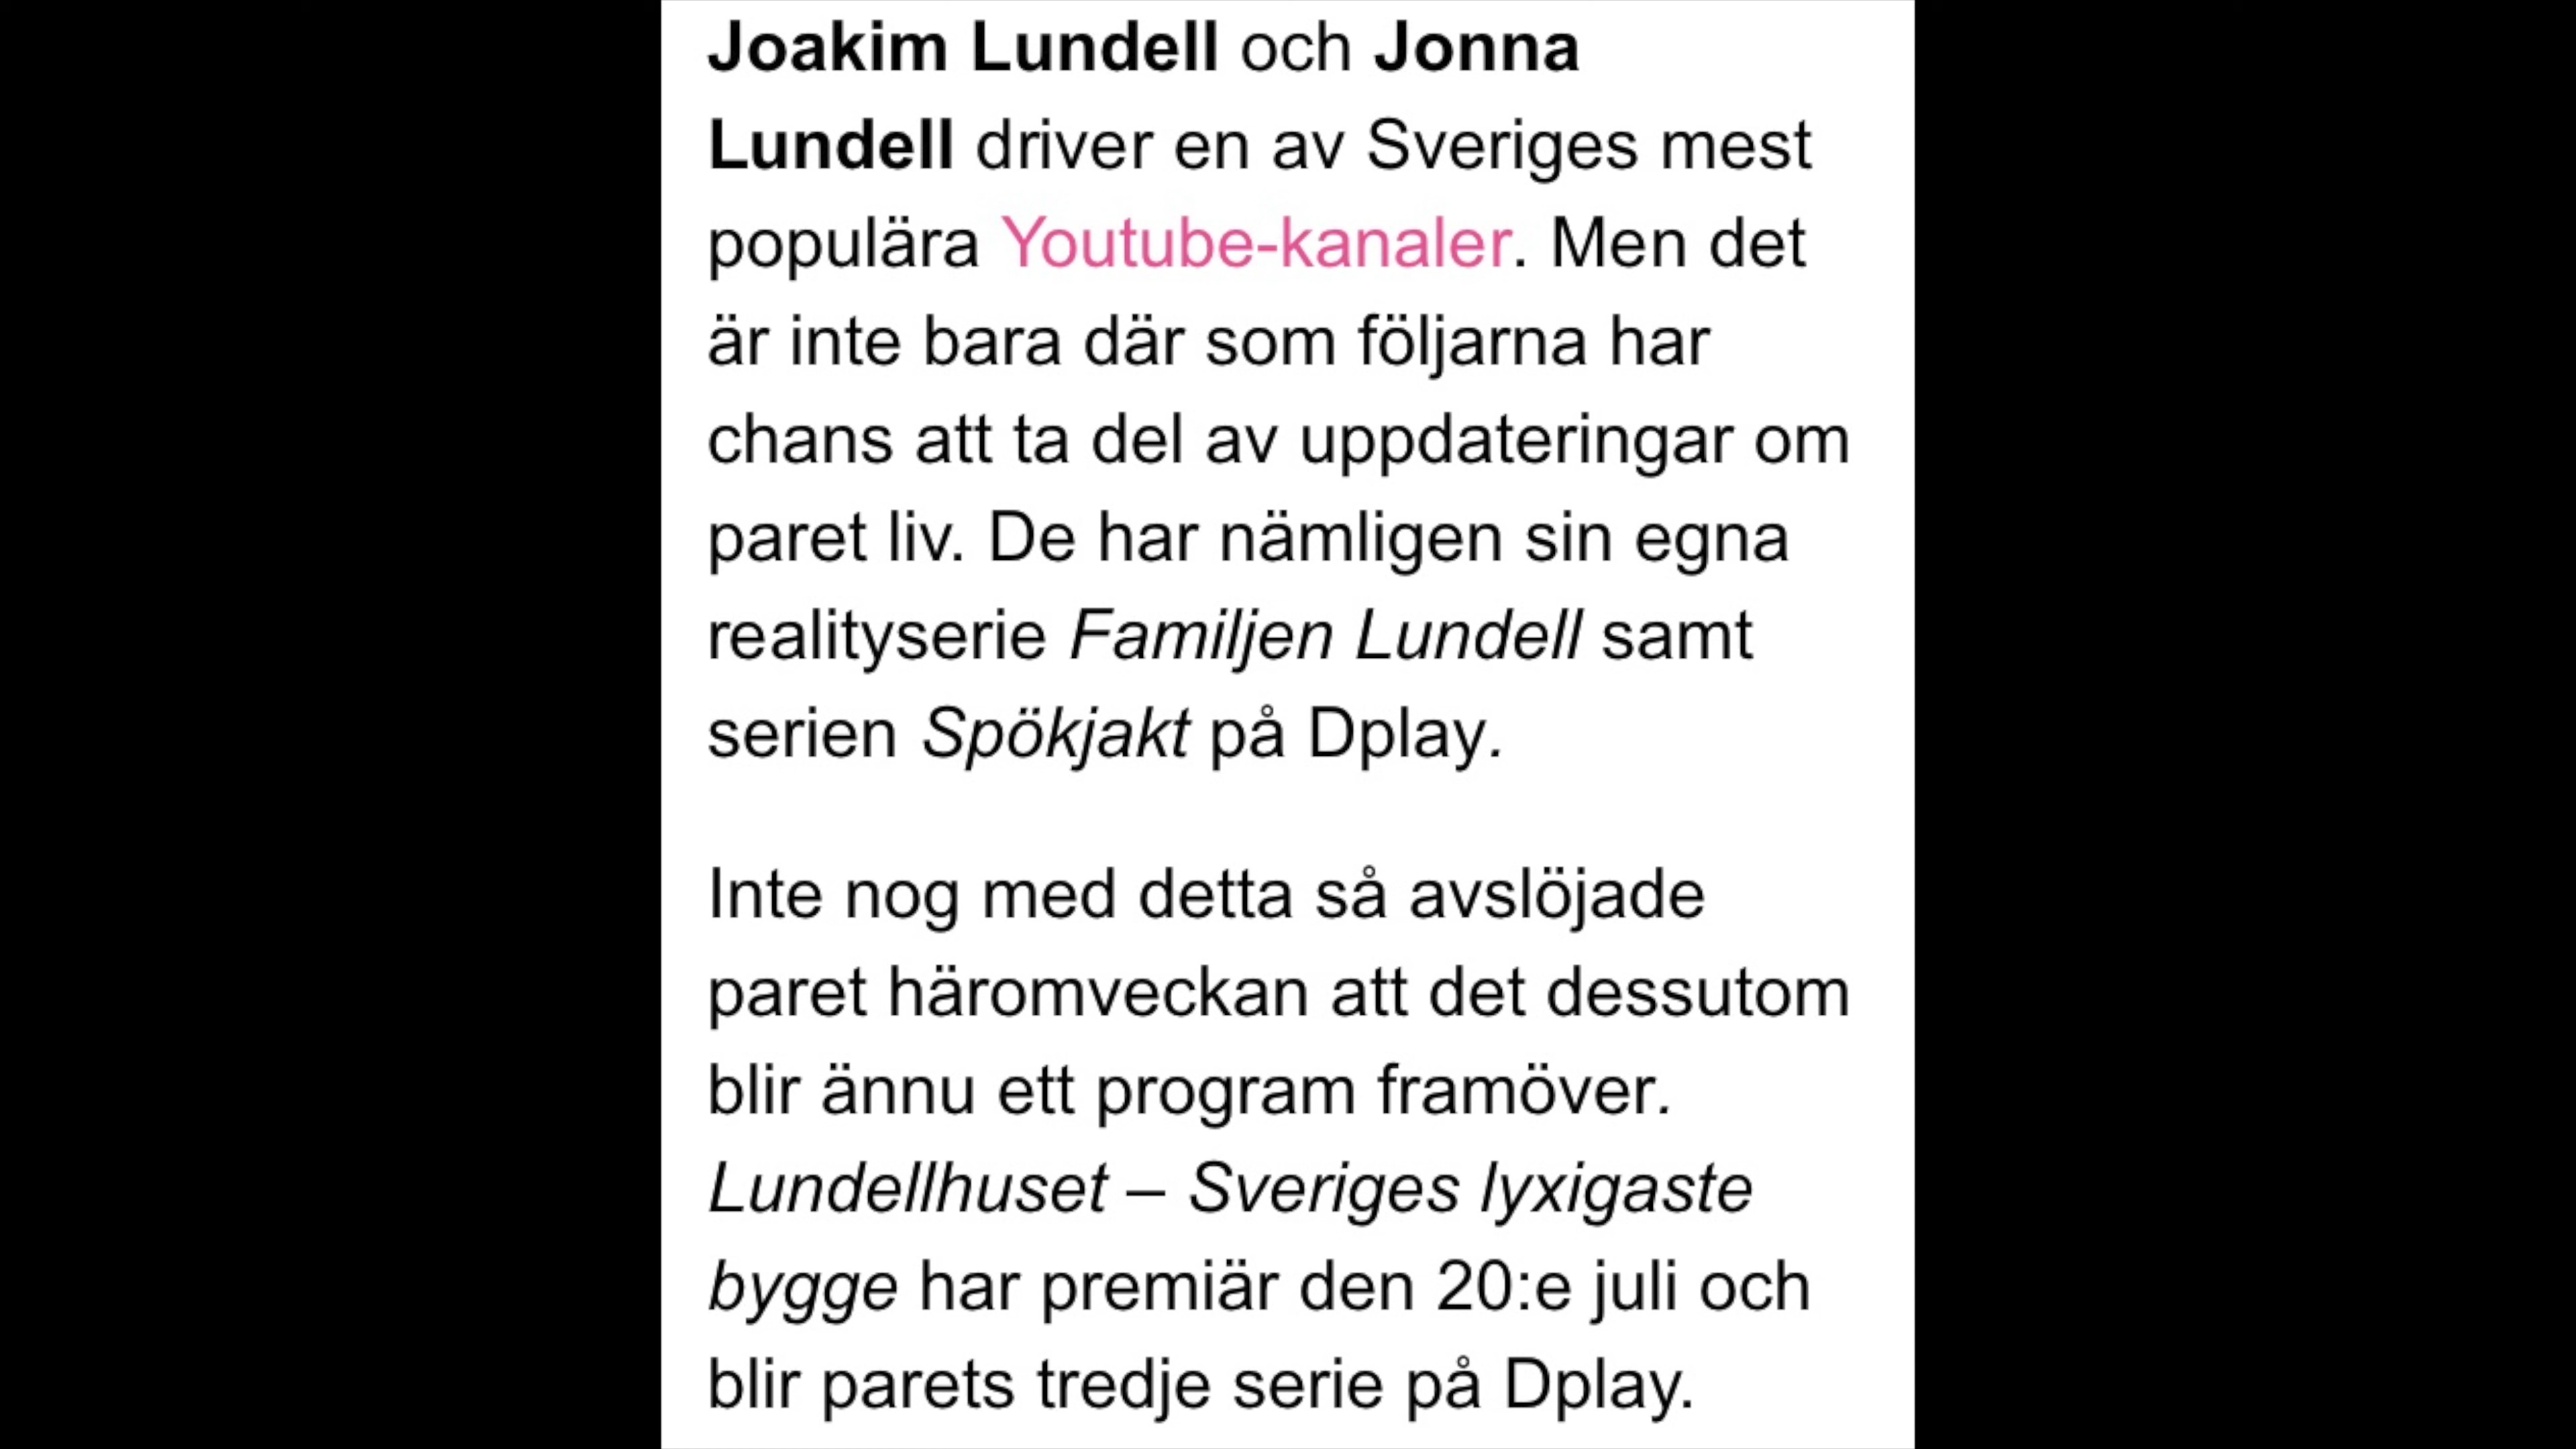 Joakim Lundell och Jonna
Lundell driver en av Sveriges mest
populära Youtube-kanaler. Men det
är inte bara där som följarna har
chans att ta del av uppdateringar om
paret liv. De har nämligen sin egna
realityserie Familjen Lundell samt
serien Spökjakt på Dplay.
Inte nog med detta så avslöjade
paret häromveckan att det dessutom
blir ännu ett program framöver.
Lundellhuset – Sveriges lyxigaste
bygge har premiär den 20:e juli och
blir parets tredje serie på Dplay.